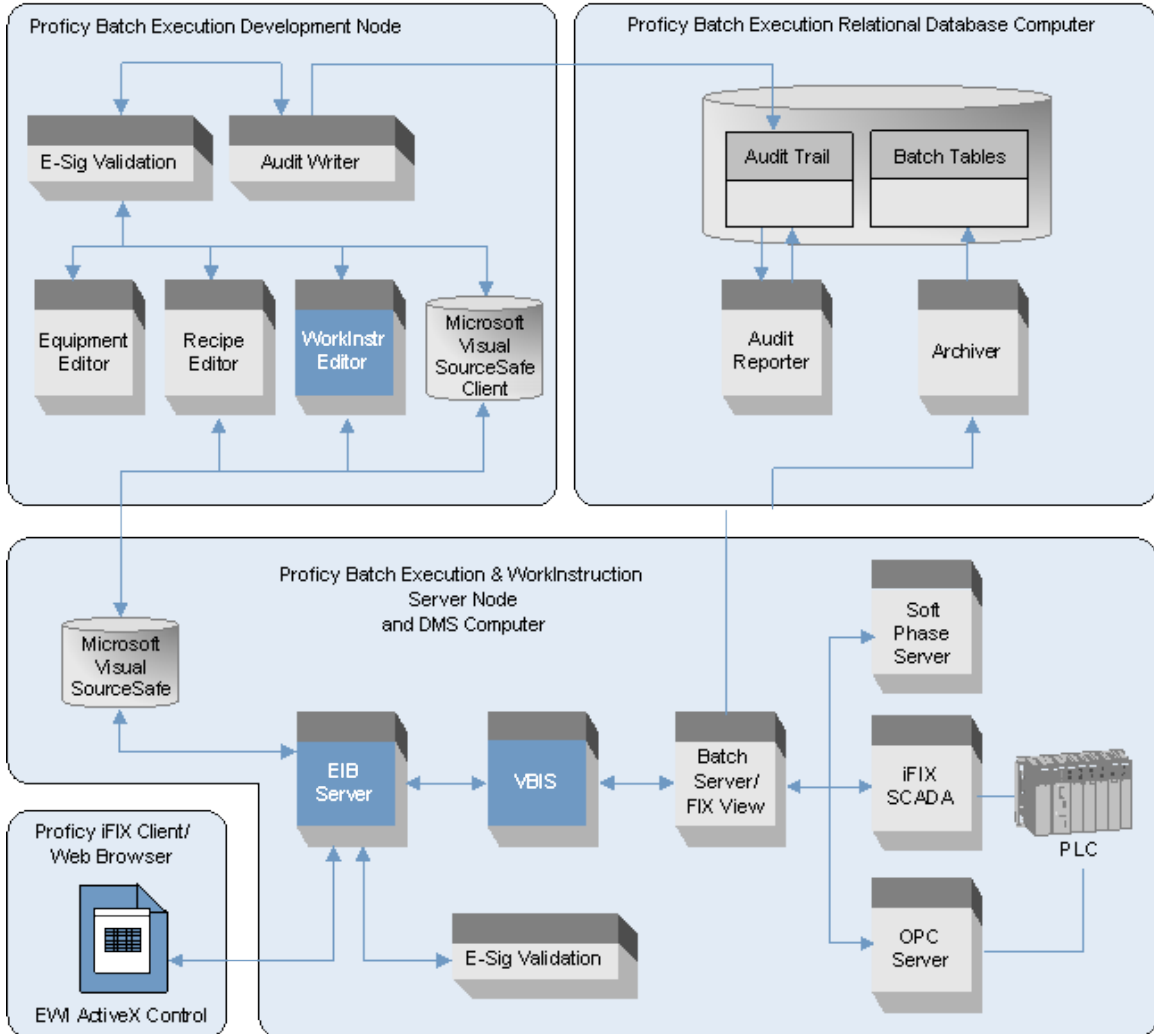 Proficy Batch Execution Development Node
E-Sig Validation
Audit Writer
Equipment
Editor
Recipe
Editor
WorkInstr
Editor
Microsoft
Visual
SourceSafe
Client
Proficy Batch Execution Relational Database Computer
Audit Trail
Batch Tables
Audit
Reporter
Archiver
Proficy Batch Execution & WorkInstruction
Server Node
and DMS Computer
Microsoft
Visual
SourceSafe
EIB
Server
VBIS
Batch
Server/
FIX View
Soft
Phase
Server
iFIX
SCADA
PLC
OPC
Server
E-Sig Validation
Proficy iFIX Client/
Web Browser
EWI ActiveX Control